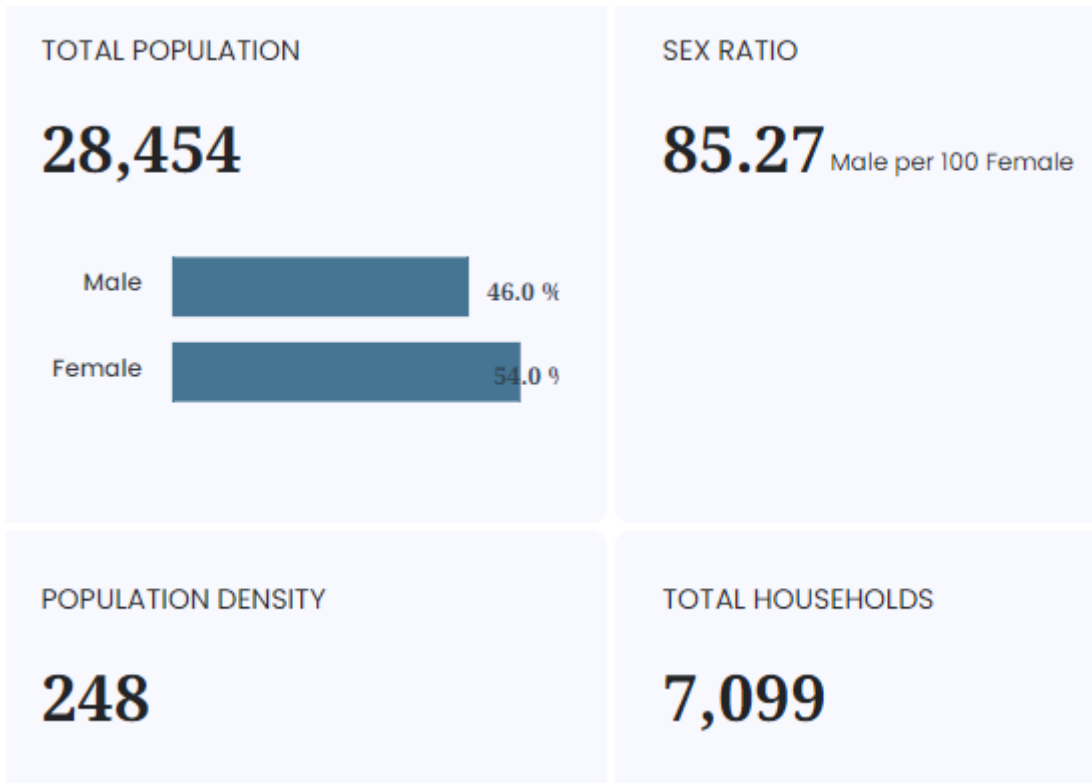 TOTAL POPULATION
28,454
Male 46.0 %
Female 54.0 %
SEX RATIO
85.27 Male per 100 Female
POPULATION DENSITY
248
TOTAL HOUSEHOLDS
7,099